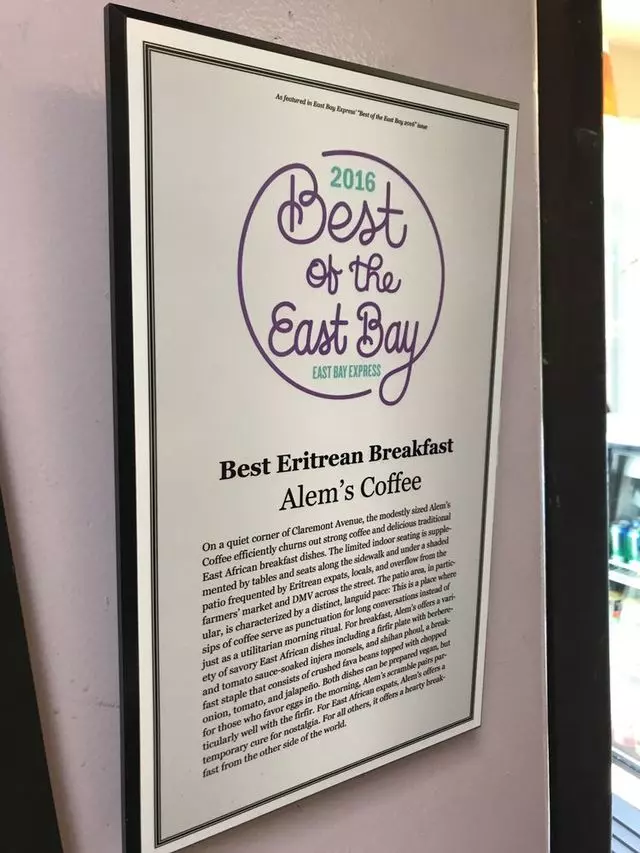 As featured in East Bay Express' "Best of the East Bay 2016" issue
2016
Best
of the
East Bay
EAST BAY EXPRESS
Best Eritrean Breakfast
Alem's Coffee
On a quiet corner of Claremont Avenue, the modestly sized Alem's
Coffee efficiently churns out strong coffee and delicious traditional
East African breakfast dishes. The limited indoor seating is supple-
mented by tables and seats along the sidewalk and under a shaded
patio frequented by Eritrean expats, locals, and overflow from the
farmers' market and DMV across the street. The patio area, in partic-
ular, is characterized by a distinct, languid pace: This is a place where
sips of coffee serve as punctuation for long conversations instead of
just as a utilitarian morning ritual. For breakfast, Alem's offers a vari-
ety of savory East African dishes including a firfir plate with berbere-
and tomato sauce-soaked injera morsels, and shihan phoul, a break-
fast staple that consists of crushed fava beans topped with chopped
onion, tomato, and jalapeño. Both dishes can be prepared vegan, but
for those who favor eggs in the morning, Alem's scramble pairs par-
ticularly well with the firfir. For East African expats, Alem's offers a
temporary cure for nostalgia. For all others, it offers a hearty break-
fast from the other side of the world.